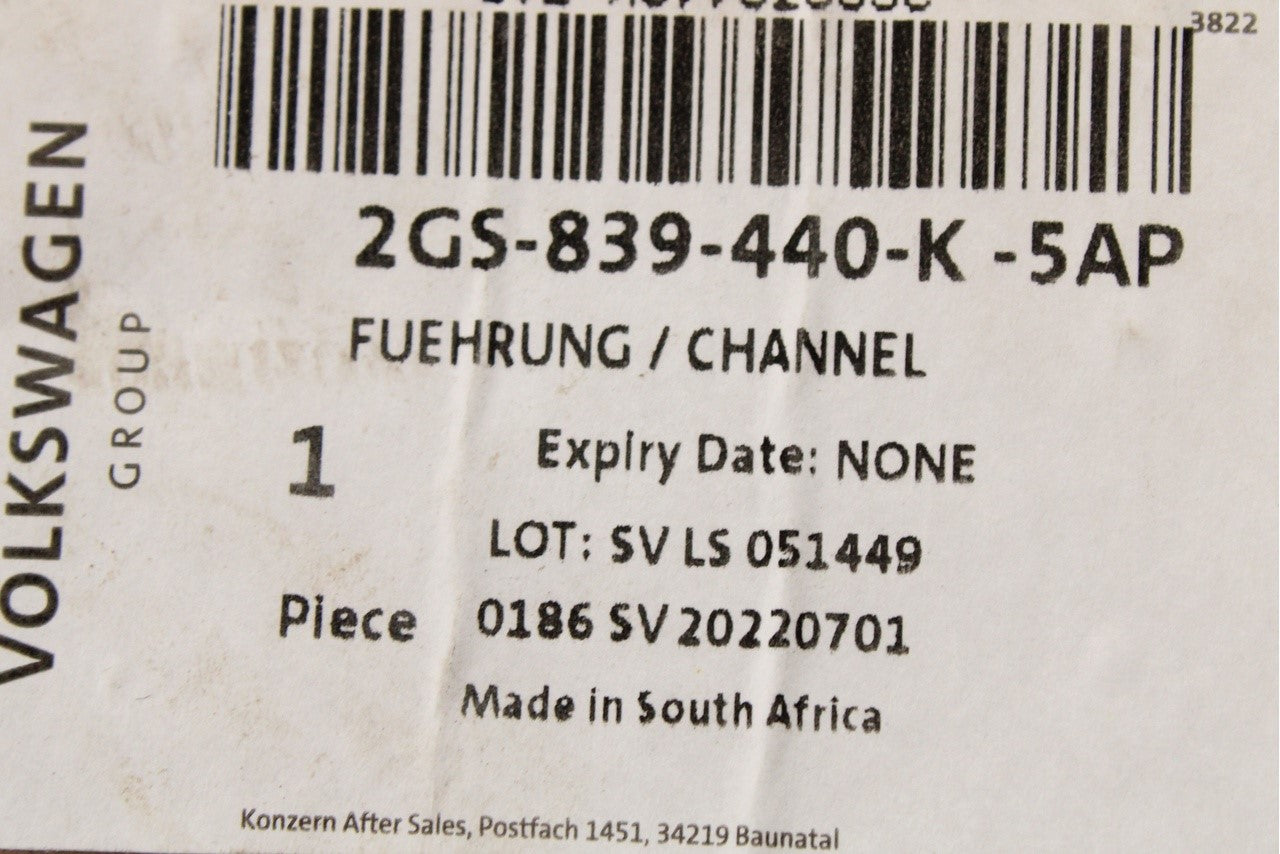 3822
2GS-839-440-K -5AP
FUEHRUNG / CHANNEL
1
Expiry Date: NONE
LOT: SV LS 051449
Piece
0186 SV 20220701
Made in South Africa
Konzern After Sales, Postfach 1451, 34219 Baunatal
VOLKSWAGEN
GROUP